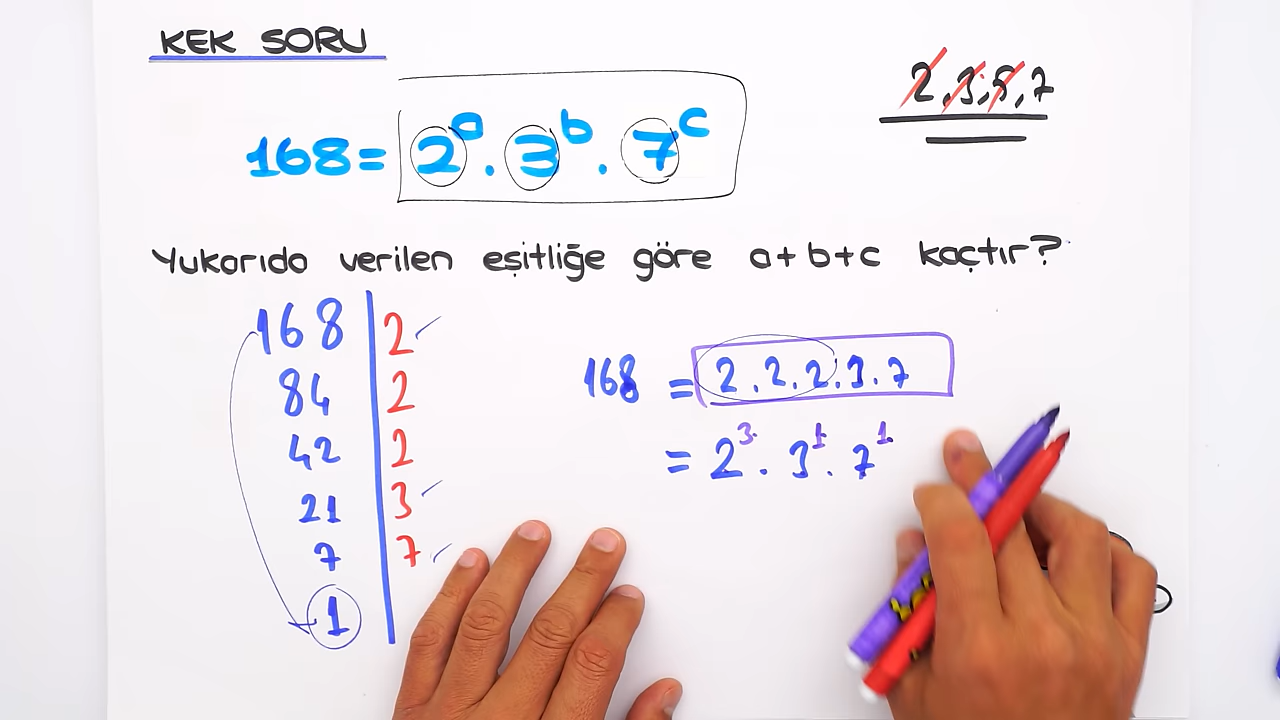 KEK SORU
2, 3, 5, 7
168 = 2^a . 3^b . 7^c
Yukarıda verilen eşitliğe göre a+b+c kaçtır?
168 | 2
84 | 2
42 | 2
21 | 3
7 | 7
1
168 = 2.2.2.3.7
= 2^3 . 3^1 . 7^1